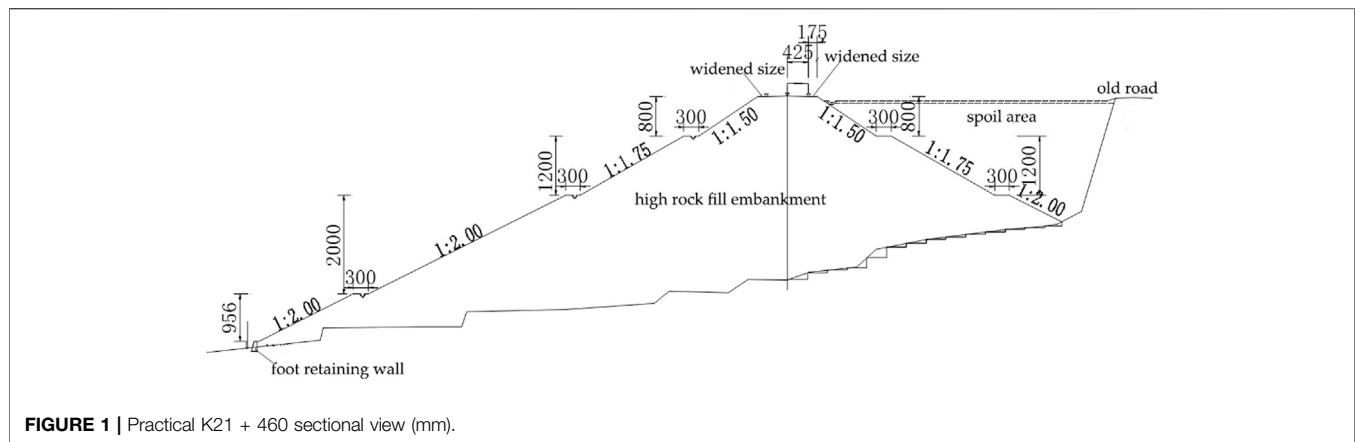 175
425
widened size
widened size
old road
800
300
1:1.50
1:1.50
800
spoil area
1200
300
1:1.75
1:1.75
300
1200
1:2.00
high rock fill embankment
2000
1:2.00
300
956
1:2.00
foot retaining wall
FIGURE 1 | Practical K21 + 460 sectional view (mm).